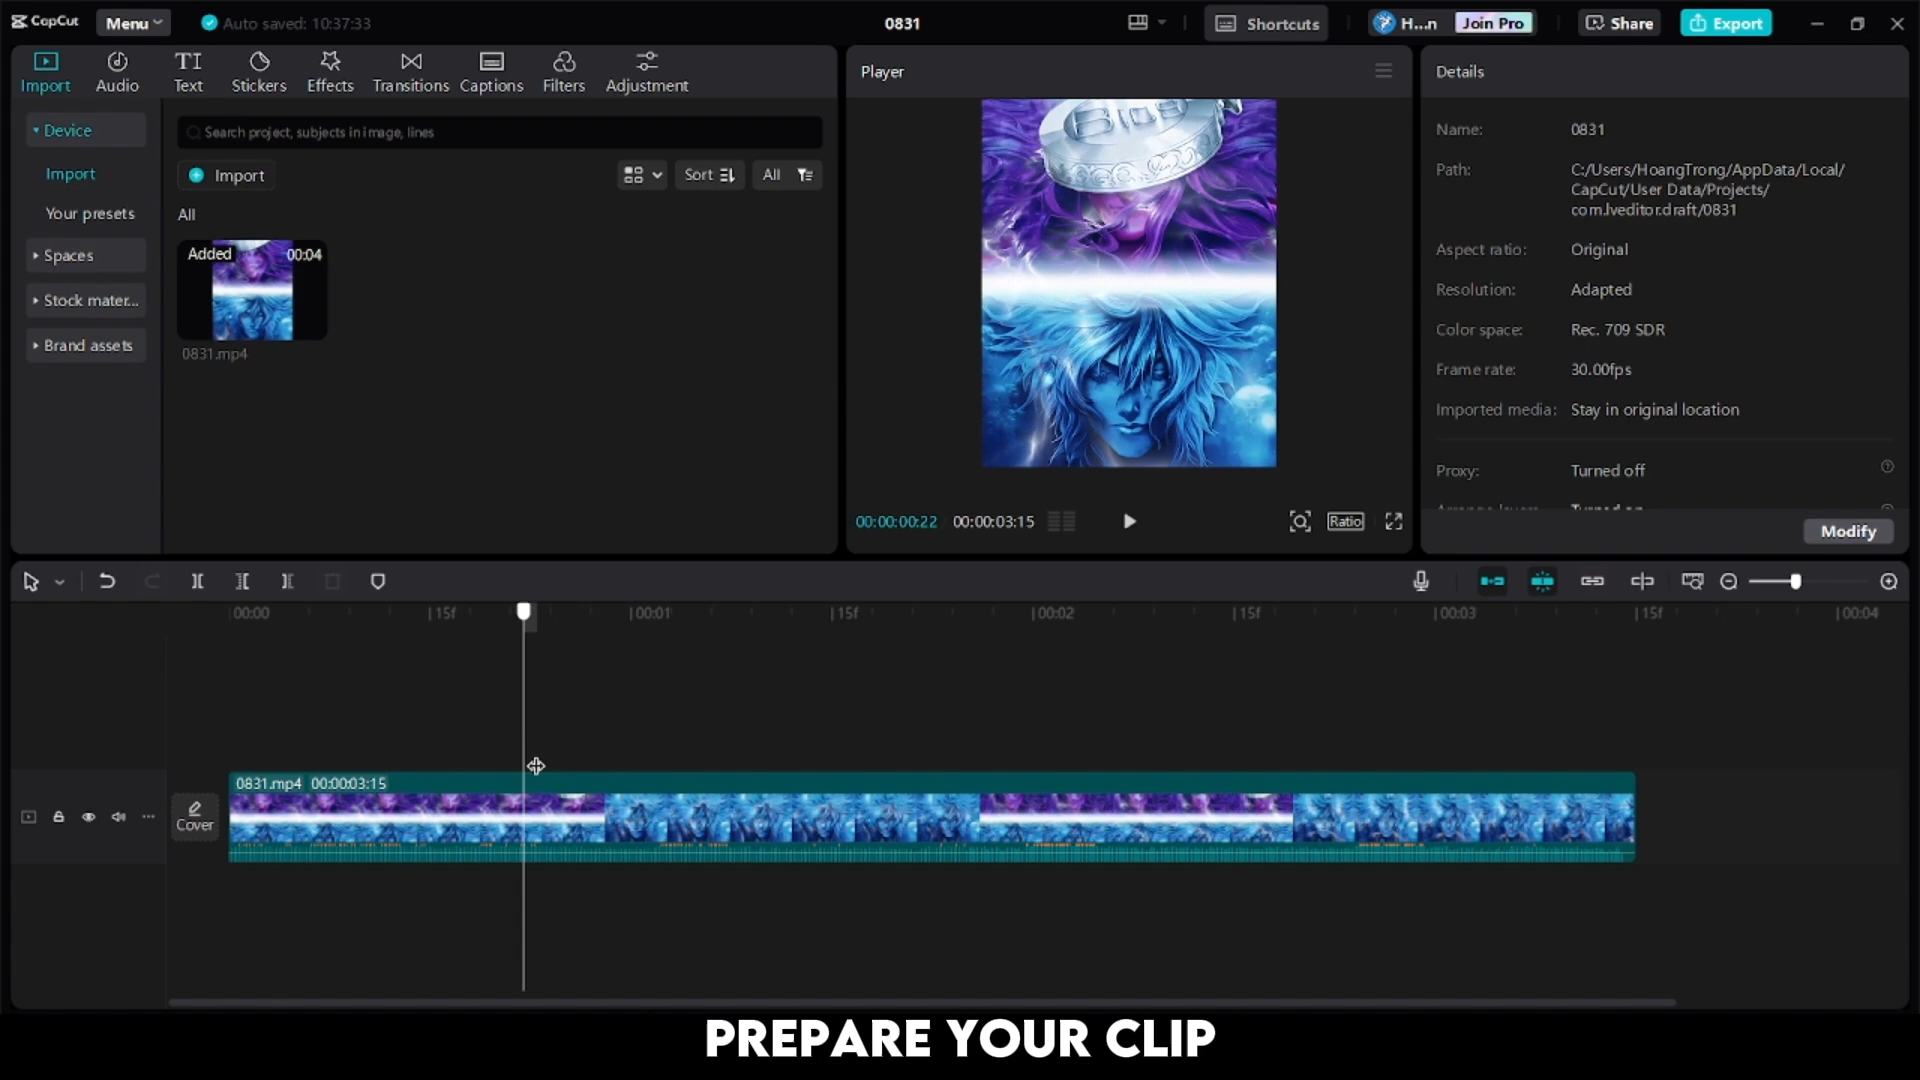 CapCut
Menu
Auto saved: 10:37:33
0831
Shortcuts
H...n
Join Pro
Share
Export
Import
Audio
TI
Text
Stickers
Effects
Transitions
Captions
Filters
Adjustment
Device
Import
Your presets
Spaces
Stock mater...
Brand assets
Search project, subjects in image, lines
Import
Sort
All
All
Added
00:04
0831.mp4
Player
00:00:00:22
00:00:03:15
Ratio
Details
Name: 0831
Path: C:/Users/HoangTrong/AppData/Local/
CapCut/User Data/Projects/
com.lveditor.draft/0831
Aspect ratio: Original
Resolution: Adapted
Color space: Rec. 709 SDR
Frame rate: 30.00fps
Imported media: Stay in original location
Proxy: Turned off
Modify
00:00
15f
00:01
15f
00:02
15f
00:03
15f
00:04
0831.mp4 00:00:03:15
Cover
PREPARE YOUR CLIP